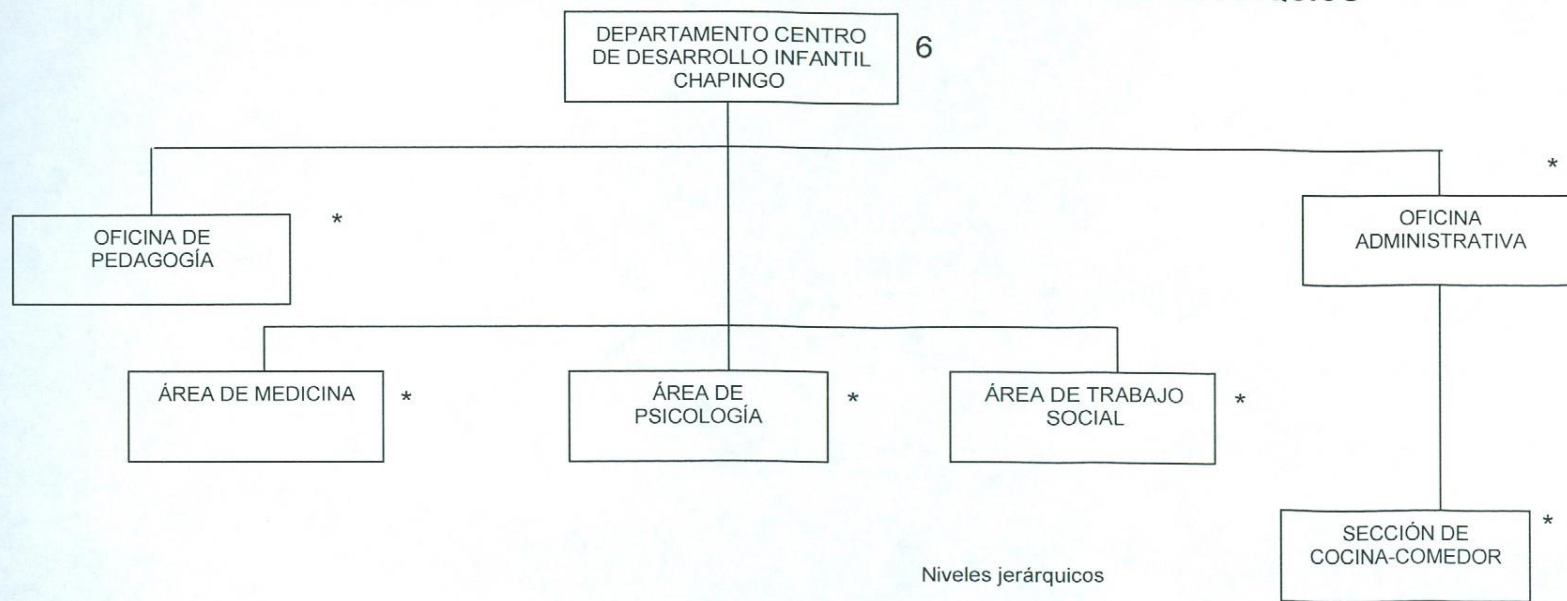 DEPARTAMENTO CENTRO
DE DESARROLLO INFANTIL
CHAPINGO
6
*
OFICINA DE
PEDAGOGÍA
*
OFICINA
ADMINISTRATIVA
ÁREA DE MEDICINA
*
ÁREA DE
PSICOLOGÍA
*
ÁREA DE TRABAJO
SOCIAL
*
SECCIÓN DE
COCINA-COMEDOR
*
Niveles jerárquicos